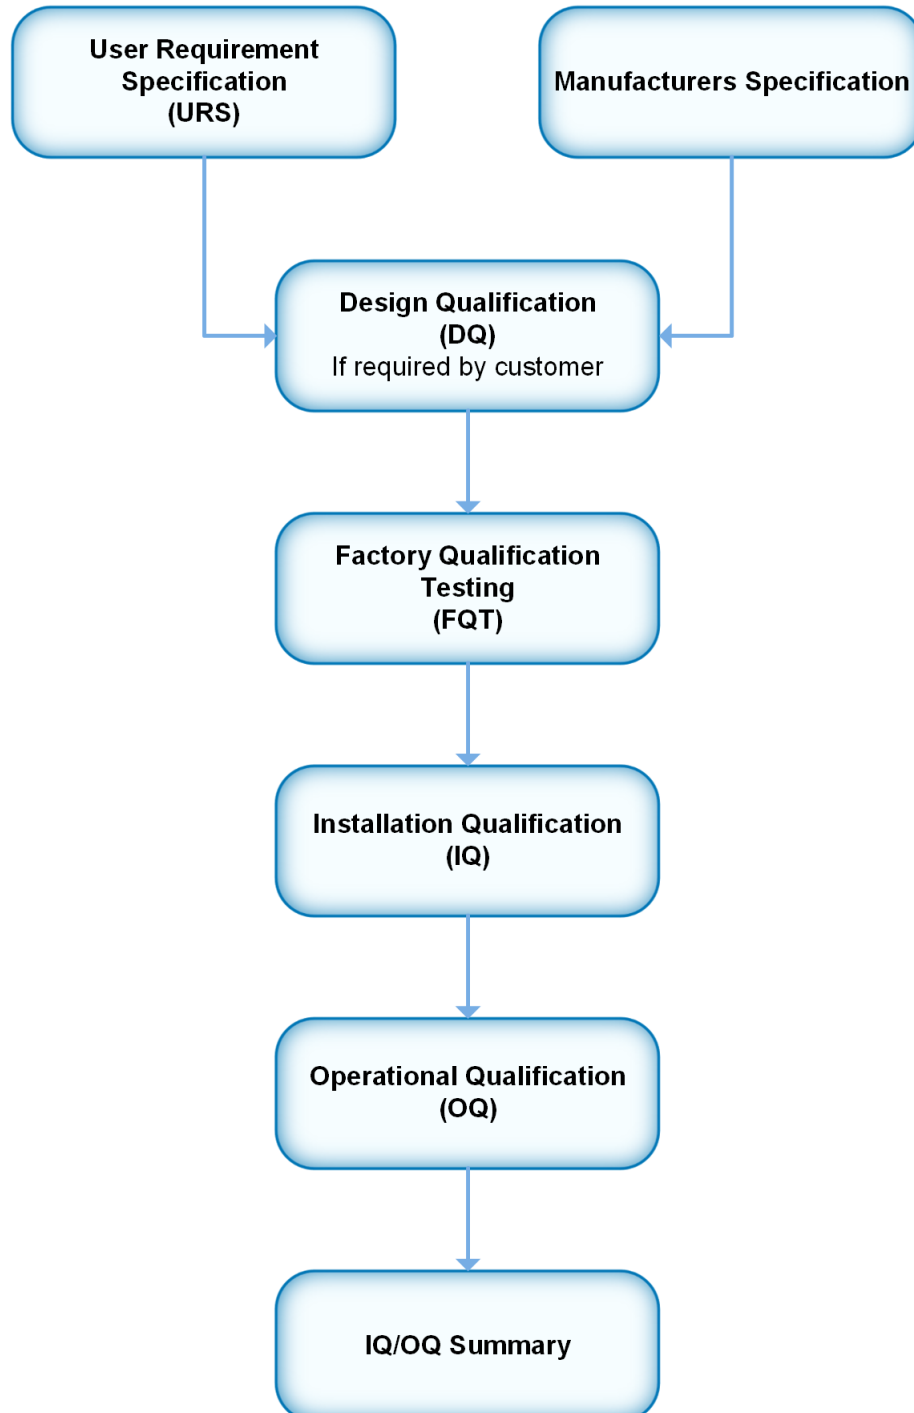 User Requirement
Specification
(URS)
Manufacturers Specification
Design Qualification
(DQ)
If required by customer
Factory Qualification
Testing
(FQT)
Installation Qualification
(IQ)
Operational Qualification
(OQ)
IQ/OQ Summary